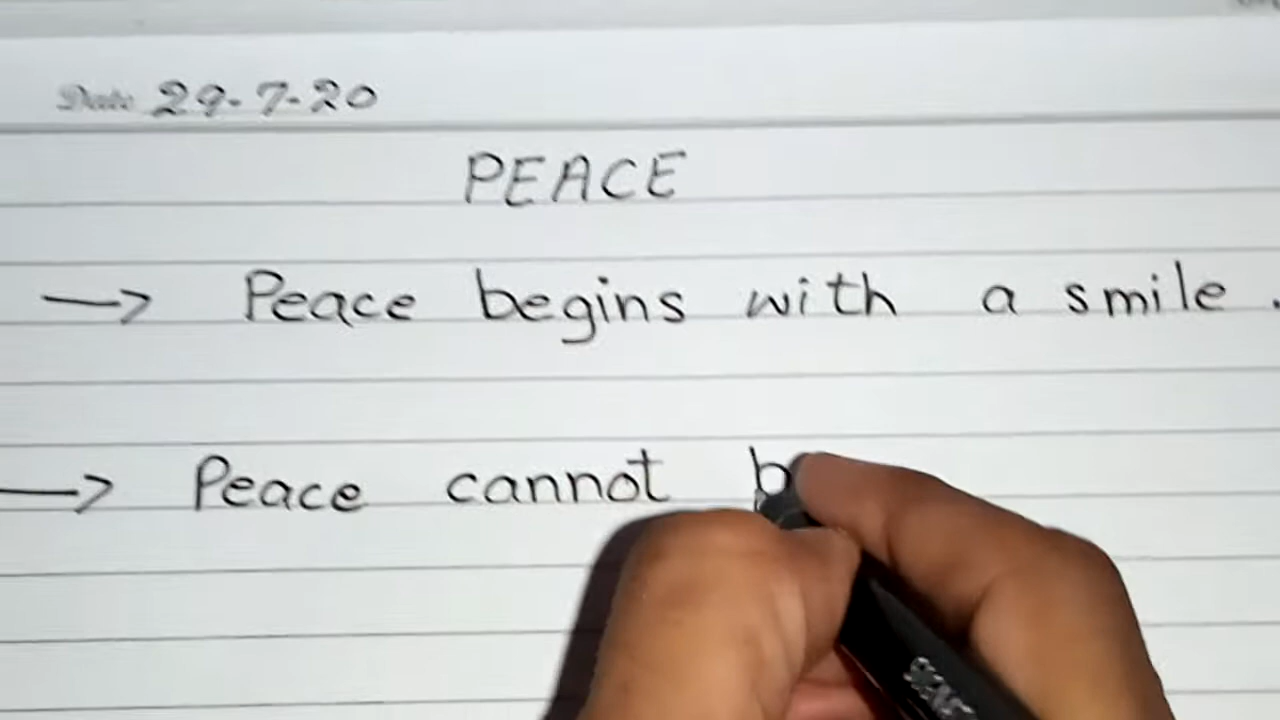 Date 29-7-20
PEACE
→ Peace begins with a smile.
→ Peace cannot b